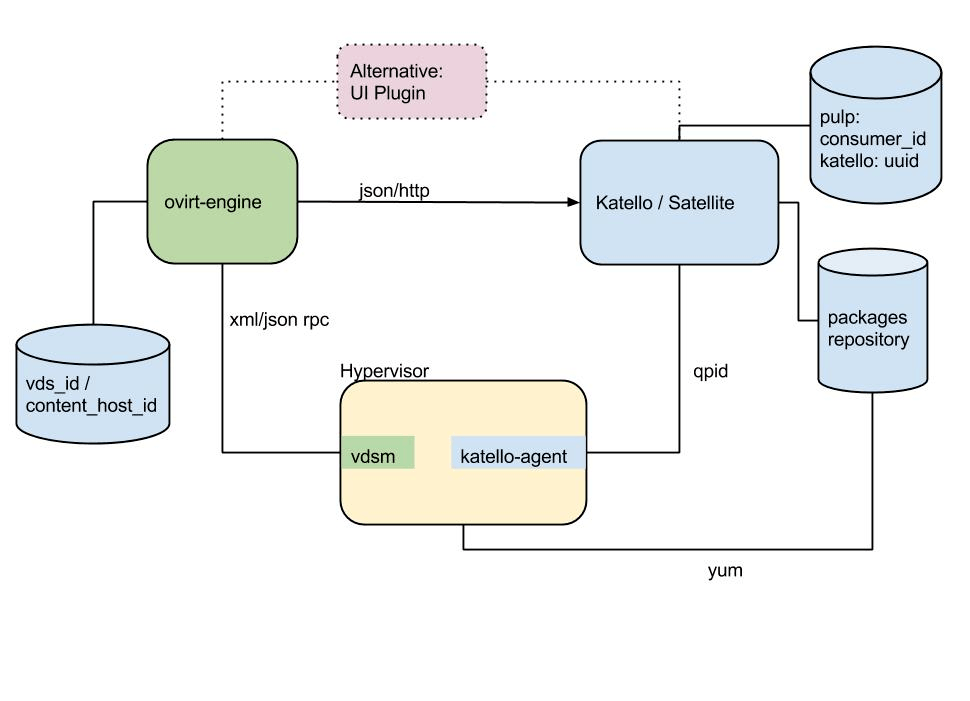 Alternative:
UI Plugin
pulp:
consumer_id
katello: uuid
ovirt-engine
json/http
Katello / Satellite
xml/json rpc
packages
repository
vds_id /
content_host_id
Hypervisor
qpid
vdsm
katello-agent
yum